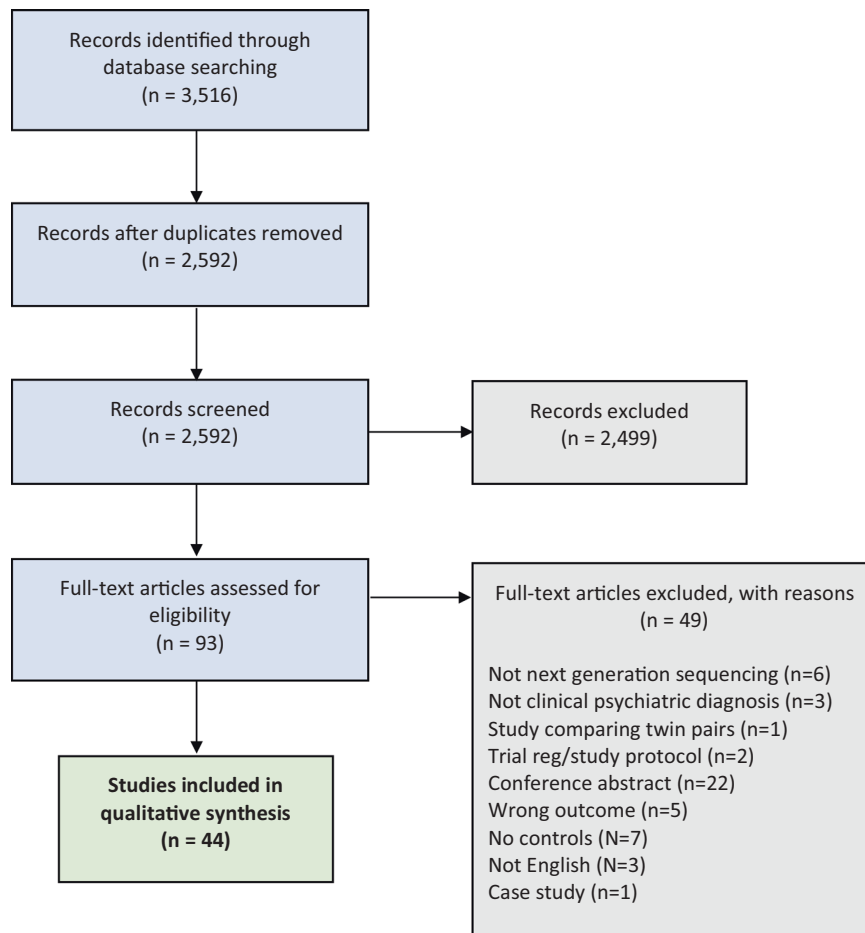 Records identified through
database searching
(n = 3,516)
Records after duplicates removed
(n = 2,592)
Records screened
(n = 2,592)
Records excluded
(n = 2,499)
Full-text articles assessed for
eligibility
(n = 93)
Full-text articles excluded, with reasons
(n = 49)
Not next generation sequencing (n=6)
Not clinical psychiatric diagnosis (n=3)
Study comparing twin pairs (n=1)
Trial reg/study protocol (n=2)
Conference abstract (n=22)
Wrong outcome (n=5)
No controls (N=7)
Not English (N=3)
Case study (n=1)
Studies included in
qualitative synthesis
(n = 44)